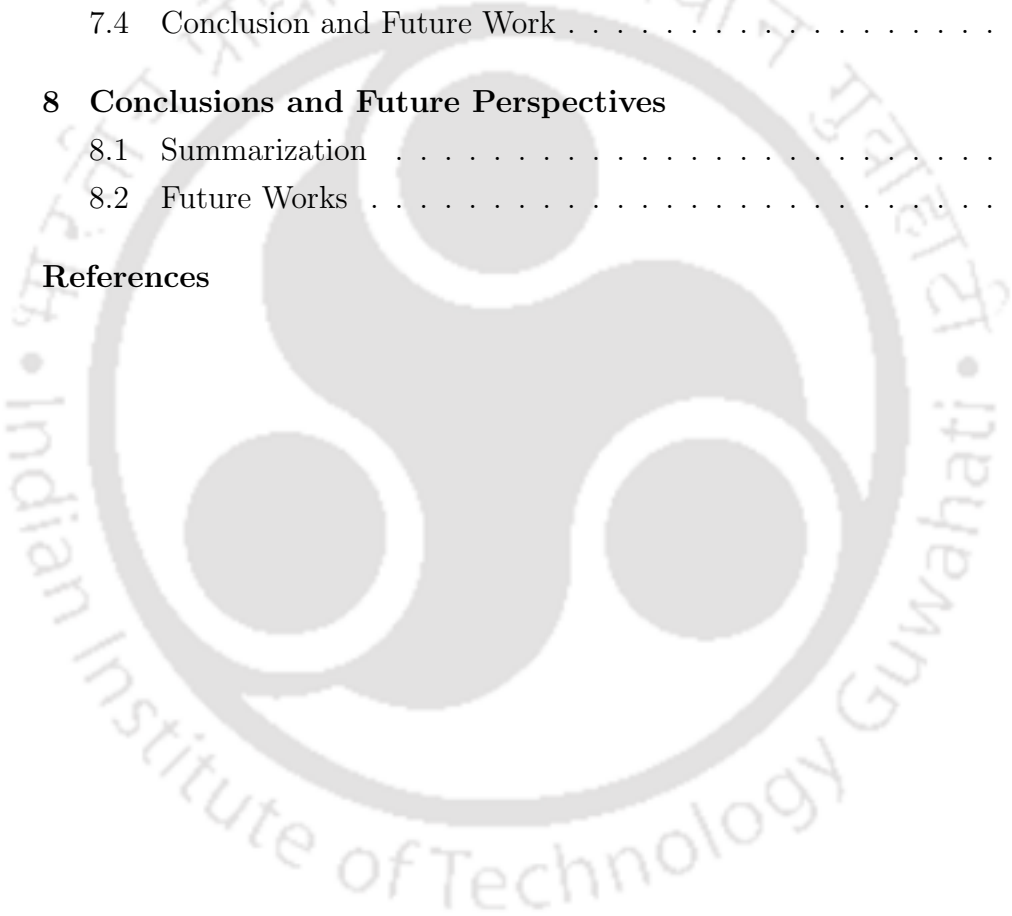 7.4 Conclusion and Future Work . . . . . . . . . . . . . . . . . .
8 Conclusions and Future Perspectives
8.1 Summarization . . . . . . . . . . . . . . . . . . . . . . . . .
8.2 Future Works . . . . . . . . . . . . . . . . . . . . . . . . . .
References
• Indian Institute of Technology Guwahati •